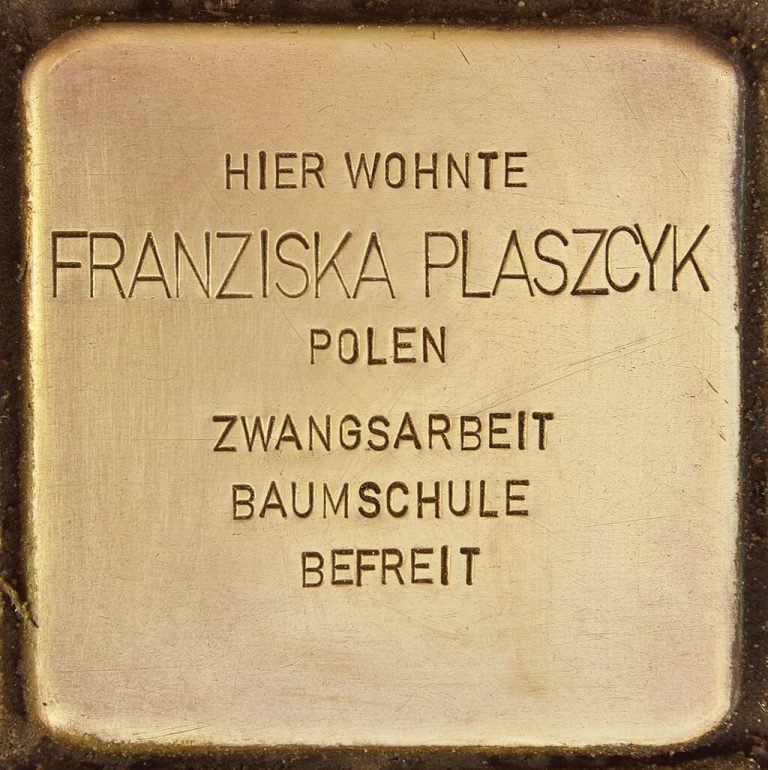 HIER WOHNTE
FRANZISKA PLASZCYK
POLEN
ZWANGSARBEIT
BAUMSCHULE
BEFREIT